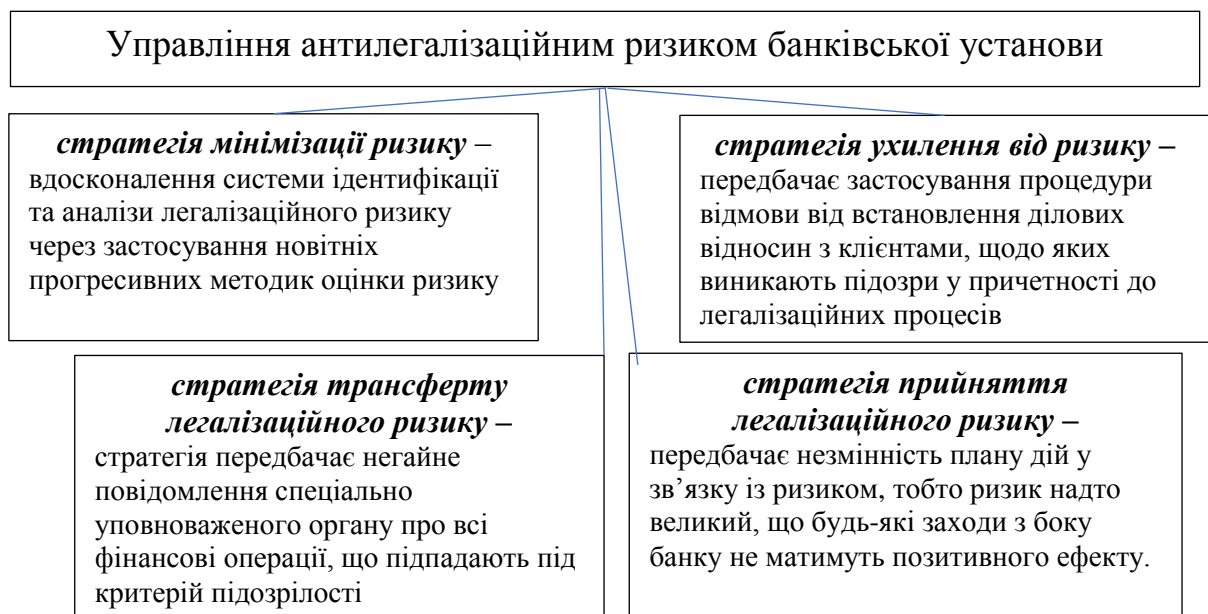 Управління антилегалізаційним ризиком банківської установи
стратегія мінімізації ризику –
вдосконалення системи ідентифікації
та аналізи легалізаційного ризику
через застосування новітніх
прогресивних методик оцінки ризику
стратегія ухилення від ризику –
передбачає застосування процедури
відмови від встановлення ділових
відносин з клієнтами, щодо яких
виникають підозри у причетності до
легалізаційних процесів
стратегія трансферту
легалізаційного ризику –
стратегія передбачає негайне
повідомлення спеціально
уповноваженого органу про всі
фінансові операції, що підпадають під
критерій підозрілості
стратегія прийняття
легалізаційного ризику –
передбачає незмінність плану дій у
зв’язку із ризиком, тобто ризик надто
великий, що будь-які заходи з боку
банку не матимуть позитивного ефекту.